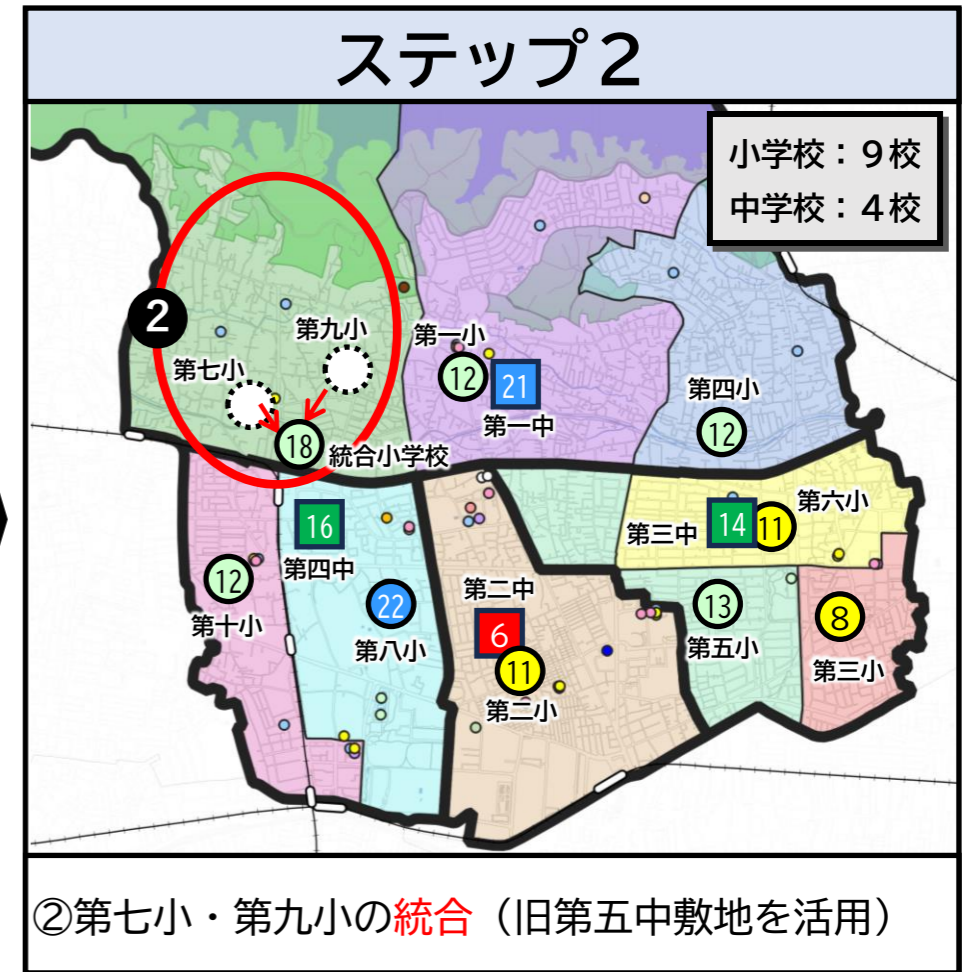 ステップ2
小学校：9校
中学校：4校
2
第九小
第七小
18
統合小学校
第一小
12
21
第一中
第四小
12
16
第四中
12
第十小
22
第八小
第二中
6
11
第二小
第三中
14
11
第六小
13
第五小
8
第三小
②第七小・第九小の統合（旧第五中敷地を活用）